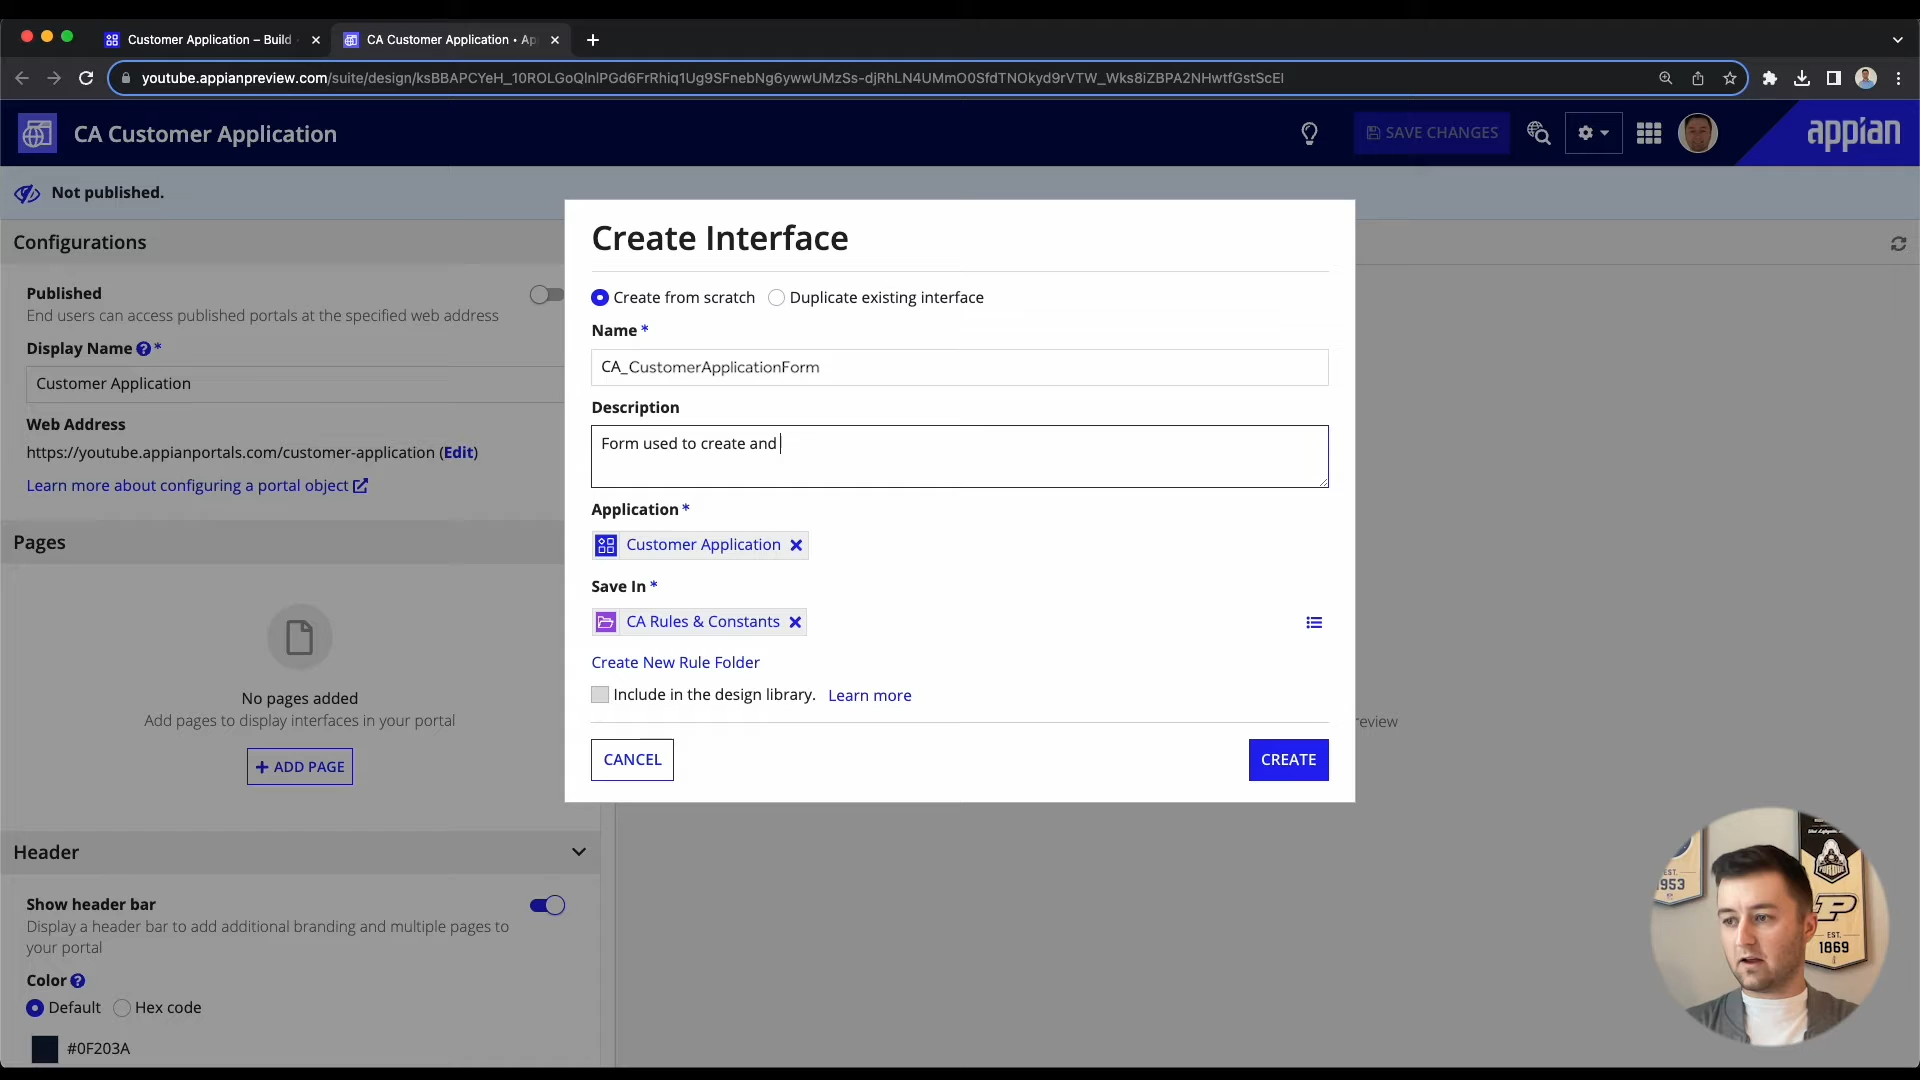 Customer Application – Build
CA Customer Application • Ap
youtube.appianpreview.com/suite/design/ksBBAPCYeH_10ROLGoQlnlPGd6FrRhiq1Ug9SFnebNg6ywwUMzSs-djRhLN4UMmO0SfdTNOkyd9rVTW_Wks8iZBPA2NHwtfGstScEI
CA Customer Application
SAVE CHANGES
appian
Not published.
Configurations
Published
End users can access published portals at the specified web address
Display Name ? *
Customer Application
Web Address
https://youtube.appianportals.com/customer-application (Edit)
Learn more about configuring a portal object
Pages
No pages added
Add pages to display interfaces in your portal
+ ADD PAGE
Header
Show header bar
Display a header bar to add additional branding and multiple pages to
your portal
Color ?
Default Hex code
#0F203A
Create Interface
Create from scratch Duplicate existing interface
Name *
CA_CustomerApplicationForm
Description
Form used to create and
Application *
Customer Application
Save In *
CA Rules & Constants
Create New Rule Folder
Include in the design library. Learn more
CANCEL
CREATE
review
EST.
1953
P
EST.
1869